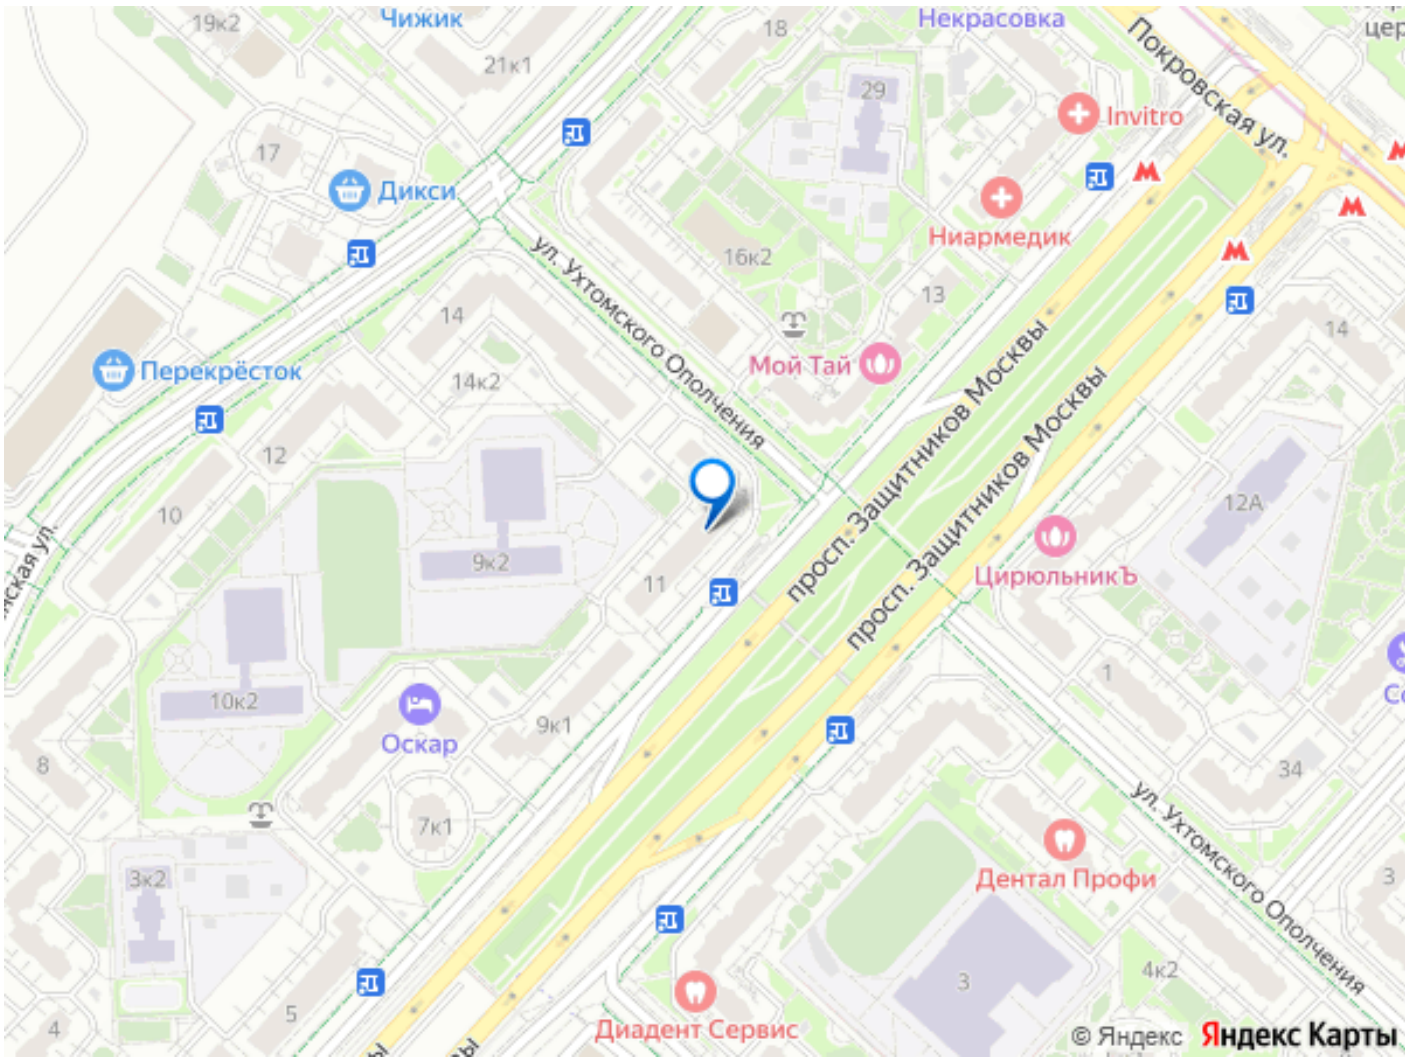 19к2
Чижик
18
Некрасовка
Покровская ул.
21к1
29
Invitro
17
Дикси
Ниармедик
ул. Ухтомского Ополчения
16к2
13
14
14
Перекрёсток
Мой Тай
14к2
просп. Защитников Москвы
просп. Защитников Москвы
12
10
12А
9к2
11
ЦирюльникЪ
1
10к2
Оскар
9к1
8
34
ул. Ухтомского Ополчения
7к1
Дентал Профи
3к2
3
4к2
3
5
4
Диадент Сервис
© Яндекс Яндекс Карты